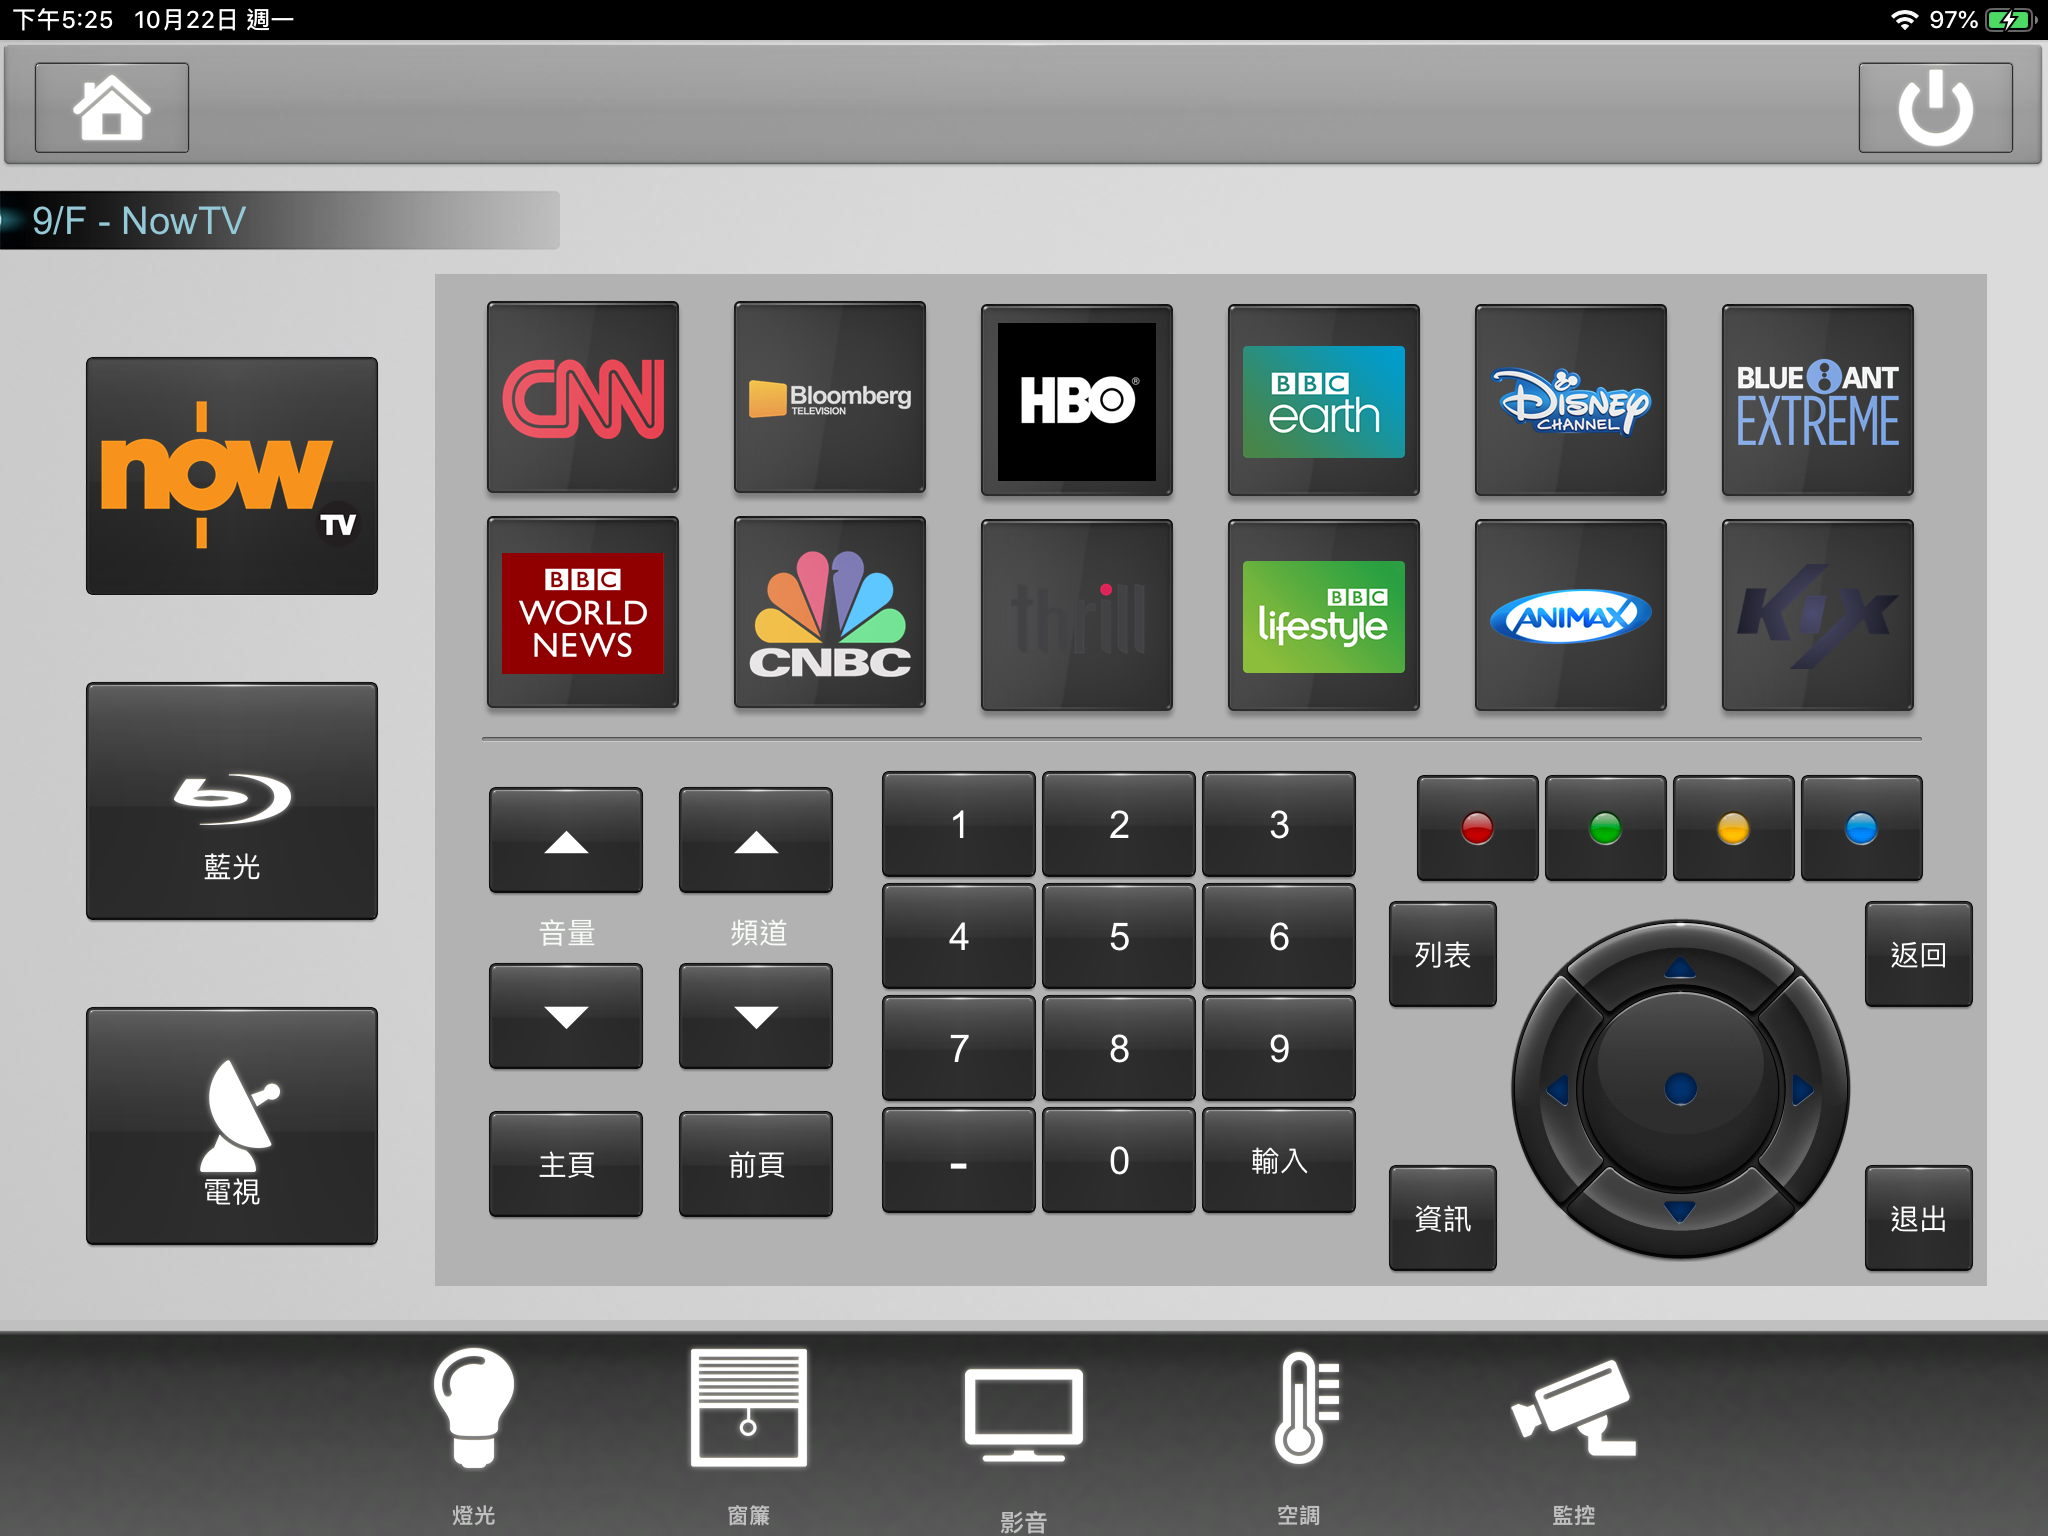 下午5:25 10月22日 週一
97%
9/F - NowTV
now
TV
藍光
電視
CNN
Bloomberg
TELEVISION
HBO®
BBC
earth
DISNEY
CHANNEL
BLUE ANT
EXTREME
BBC
WORLD
NEWS
CNBC
thrill
BBC
lifestyle
ANIMAX
KIX
音量
頻道
主頁
前頁
1 2 3
4 5 6
7 8 9
- 0 輸入
列表
返回
資訊
退出
燈光
窗簾
影音
空調
監控